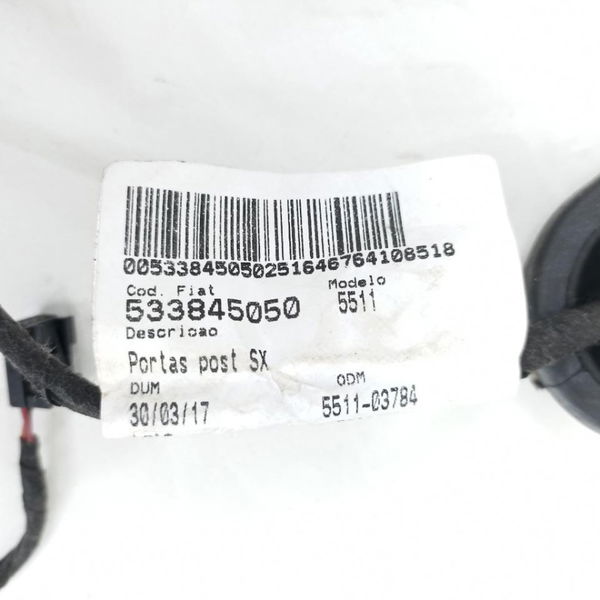 00533845050251646764108518
Cod. Fiat Modelo
533845050 5511
Descricao
Portas post SX
DUM ODM
30/03/17 5511-03784